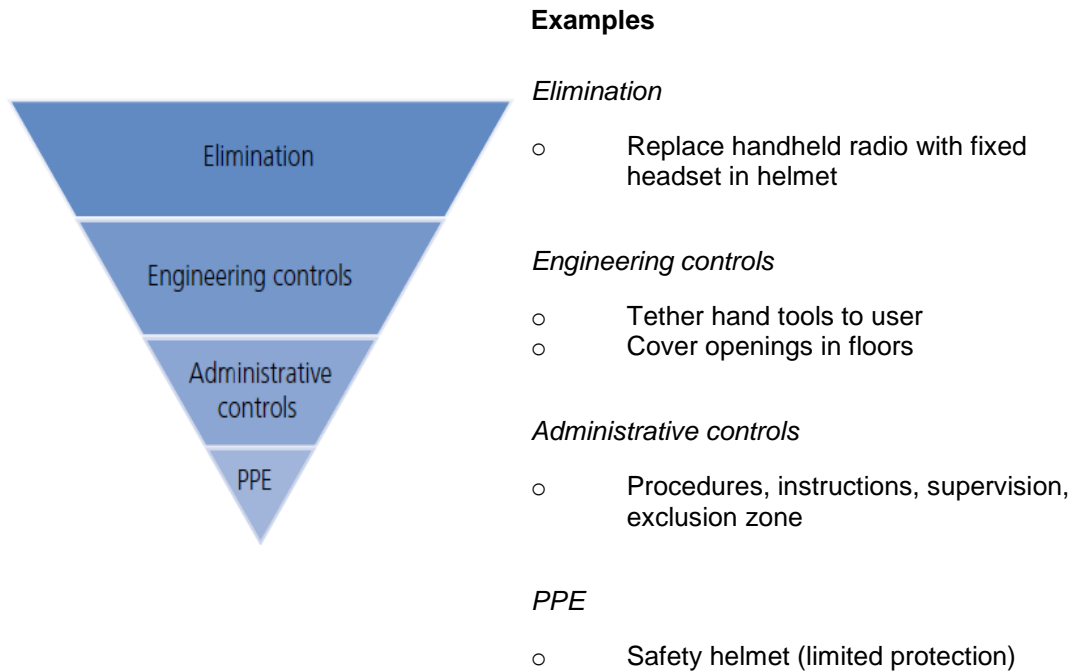 Examples
Elimination
o Replace handheld radio with fixed
headset in helmet
Engineering controls
o Tether hand tools to user
o Cover openings in floors
Administrative controls
o Procedures, instructions, supervision,
exclusion zone
PPE
o Safety helmet (limited protection)
Elimination
Engineering controls
Administrative
controls
PPE